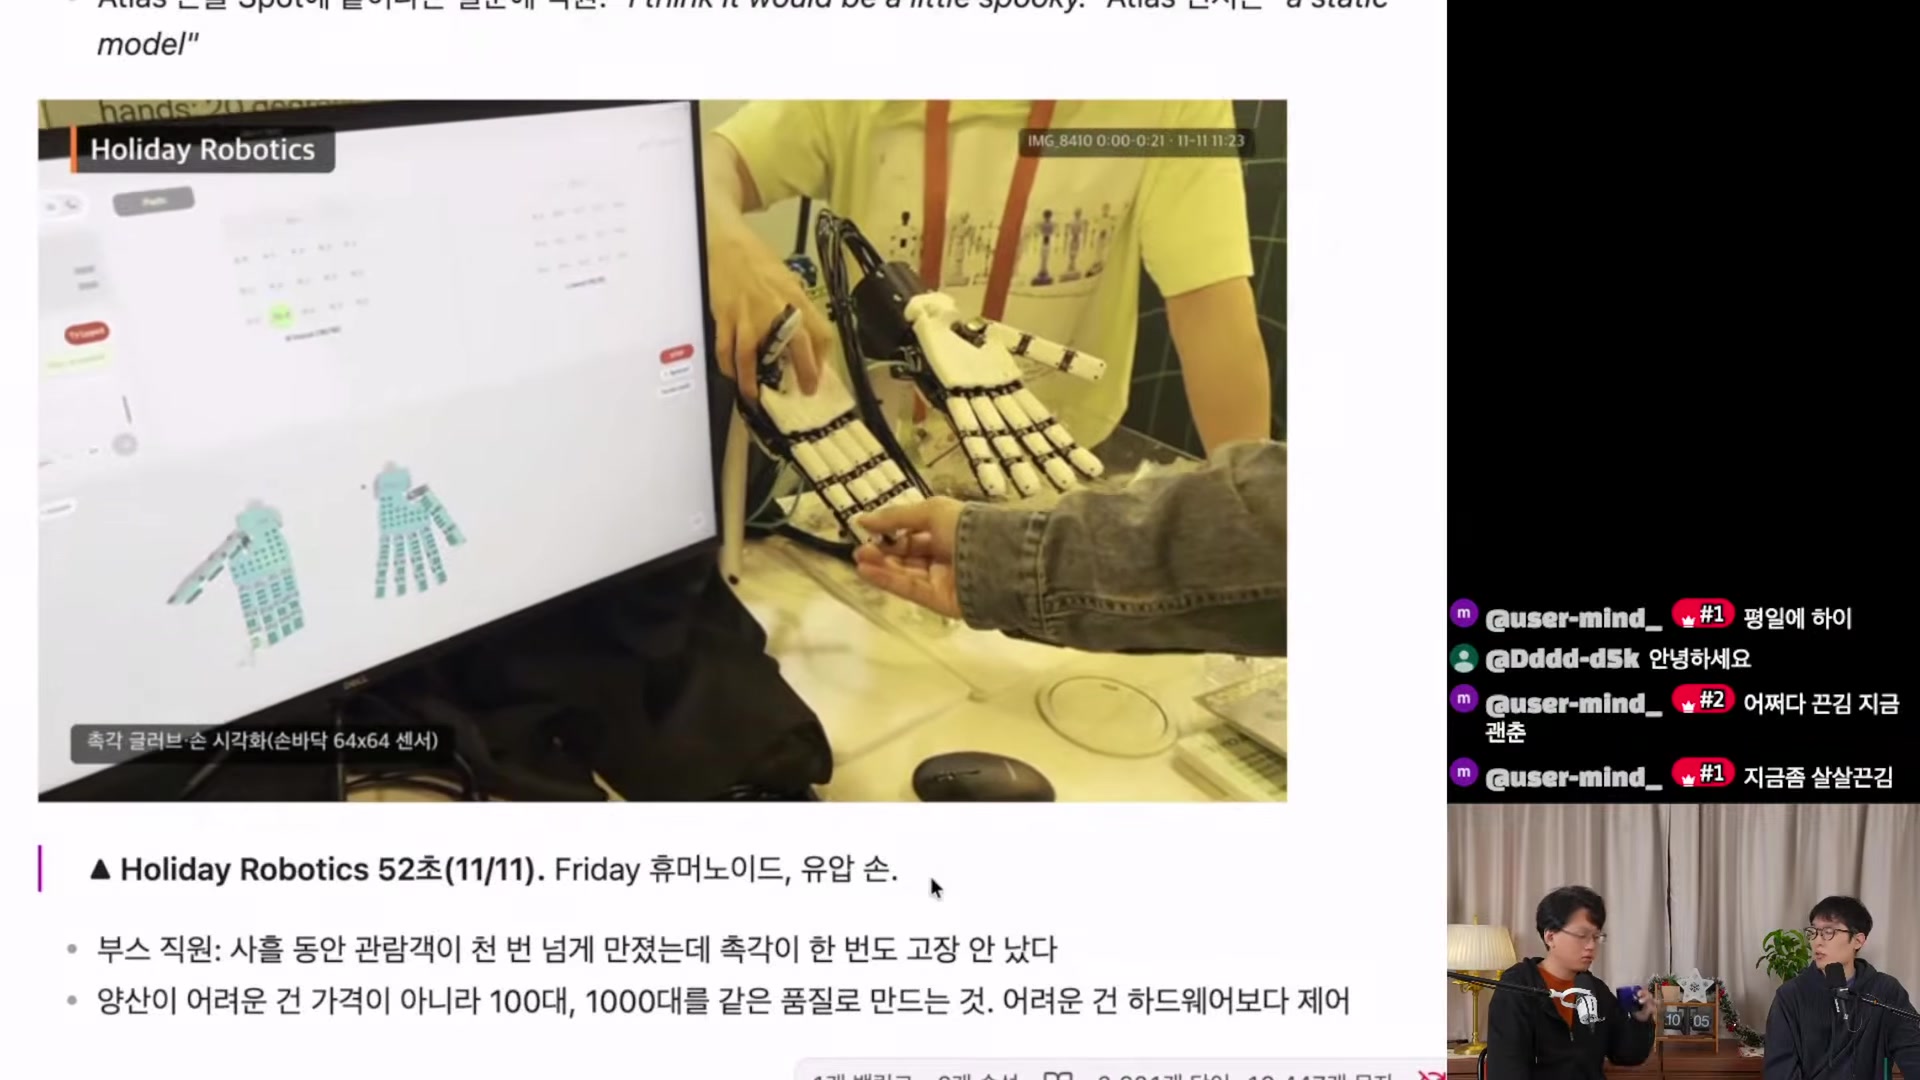 model"
Holiday Robotics
IMG_8410 0:00-0:21 · 11-11 11:23
촉각 글러브·손 시각화(손바닥 64x64 센서)
▲ Holiday Robotics 52초(11/11). Friday 휴머노이드, 유압 손.
• 부스 직원: 사흘 동안 관람객이 천 번 넘게 만졌는데 촉각이 한 번도 고장 안 났다
• 양산이 어려운 건 가격이 아니라 100대, 1000대를 같은 품질로 만드는 것. 어려운 건 하드웨어보다 제어
@user-mind_ #1 평일에 하이
@Dddd-d5k 안녕하세요
@user-mind_ #2 어쩌다 끈김 지금
괜춘
@user-mind_ #1 지금좀 살살끈김
10 05